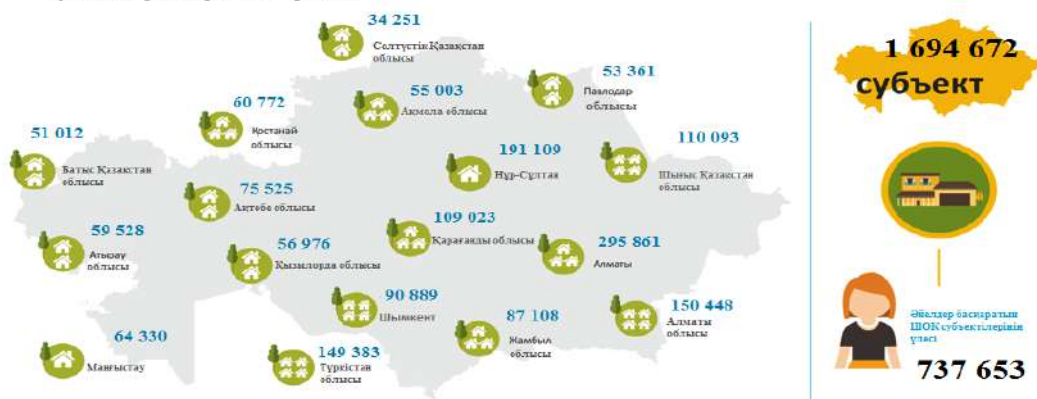 34 251
Солтүстік Қазақстан
облысы
53 361
Павлодар
облысы
55 003
Ақмола облысы
60 772
Қостанай
облысы
51 012
Батыс Қазақстан
облысы
110 093
Шығыс Қазақстан
облысы
191 109
Нұр-Сұлтан
75 525
Ақтөбе облысы
109 023
Қарағанды облысы
59 528
Атырау
облысы
56 976
Қызылорда облысы
295 861
Алматы
90 889
Шымкент
87 108
Жамбыл
облысы
150 448
Алматы
облысы
64 330
Маңғыстау
149 383
Түркістан
облысы
1 694 672
субъект
Әйелдер басқаратын
ШОК субъектілерінің
үлесі
737 653